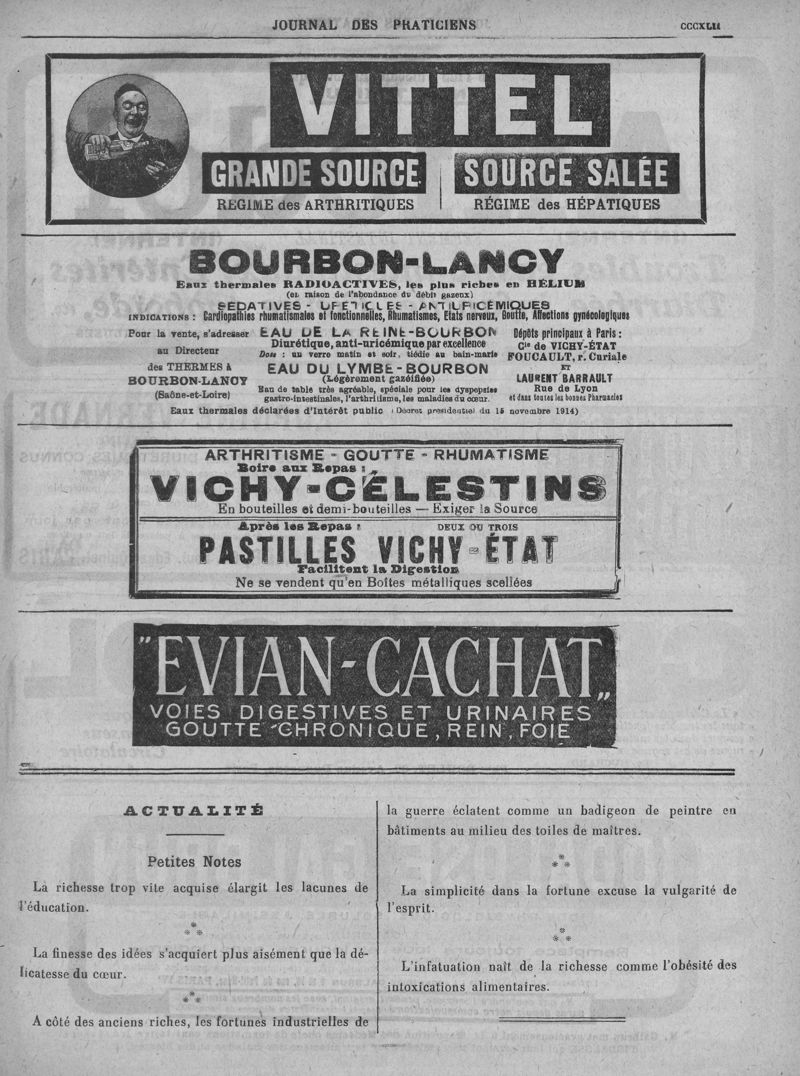 JOURNAL DES PRATICIENS
CCCXLII
VITTEL
GRANDE SOURCE
RÉGIME des ARTHRITIQUES
SOURCE SALÉE
RÉGIME des HÉPATIQUES
BOURBON-LANCY
Eaux thermales RADIOACTIVES, les plus riches en HÉLIUM
(en raison de l'abondance du débit gazeux)
INDICATIONS : Cardiopathies rhumatismales et fonctionnelles, Rhumatismes, Etats nerveux, Goutte, Affections gynécologiques
Pour la vente, s'adresser
au Directeur
des THERMES à
BOURBON-LANCY
(Saône-et-Loire)
EAU DE LA REINE-BOURBON
Diurétique, anti-uricémique par excellence
Dose : un verre matin et soir, tiédie au bain-marie
EAU DU LYMBE-BOURBON
(Légèrement gazéifiée)
Eau de table très agréable, spéciale pour les dyspepsies
gastro-intestinales, l'arthritisme, les maladies du cœur.
Dépôts principaux à Paris :
Cie de VICHY-ÉTAT
FOUCAULT, r. Curiale
ET
LAURENT BARRAULT
Rue de Lyon
et dans toutes les bonnes Pharmacies
Eaux thermales déclarées d'Intérêt public (Décret présidentiel du 15 novembre 1914)
ARTHRITISME - GOUTTE - RHUMATISME
Boire aux Repas :
VICHY-CÉLESTINS
En bouteilles et demi-bouteilles — Exiger la Source
Après les Repas : DEUX OU TROIS
PASTILLES VICHY-ÉTAT
Facilitent la Digestion
Ne se vendent qu'en Boîtes métalliques scellées
"EVIAN-CACHAT„
VOIES DIGESTIVES ET URINAIRES
GOUTTE CHRONIQUE, REIN, FOIE
ACTUALITÉ
Petites Notes
La richesse trop vite acquise élargit les lacunes de
l'éducation.
*
* *
La finesse des idées s'acquiert plus aisément que la dé-
licatesse du cœur.
*
* *
A côté des anciens riches, les fortunes industrielles de
la guerre éclatent comme un badigeon de peintre en
bâtiments au milieu des toiles de maîtres.
*
* *
La simplicité dans la fortune excuse la vulgarité de
l'esprit.
*
* *
L'infatuation naît de la richesse comme l'obésité des
intoxications alimentaires.